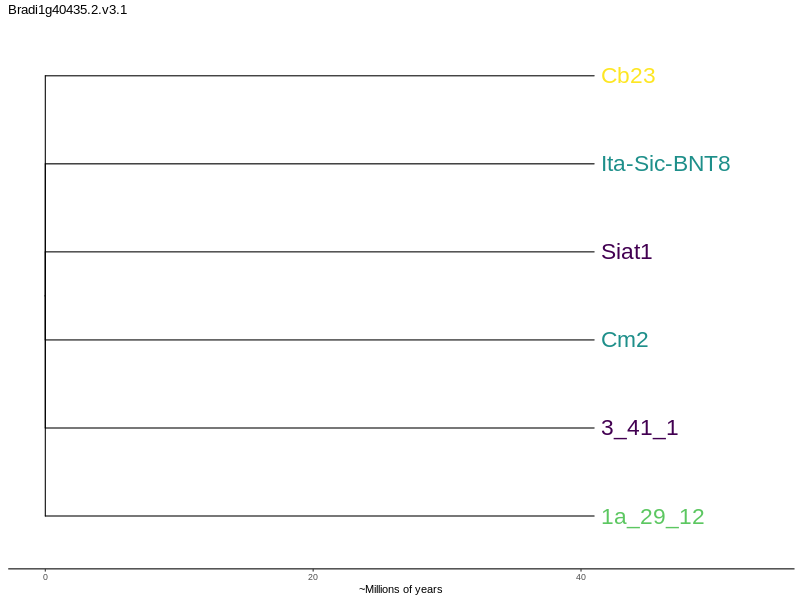 Bradi1g40435.2.v3.1
Cb23
Ita-Sic-BNT8
Siat1
Cm2
3_41_1
1a_29_12
0 20 40
~Millions of years